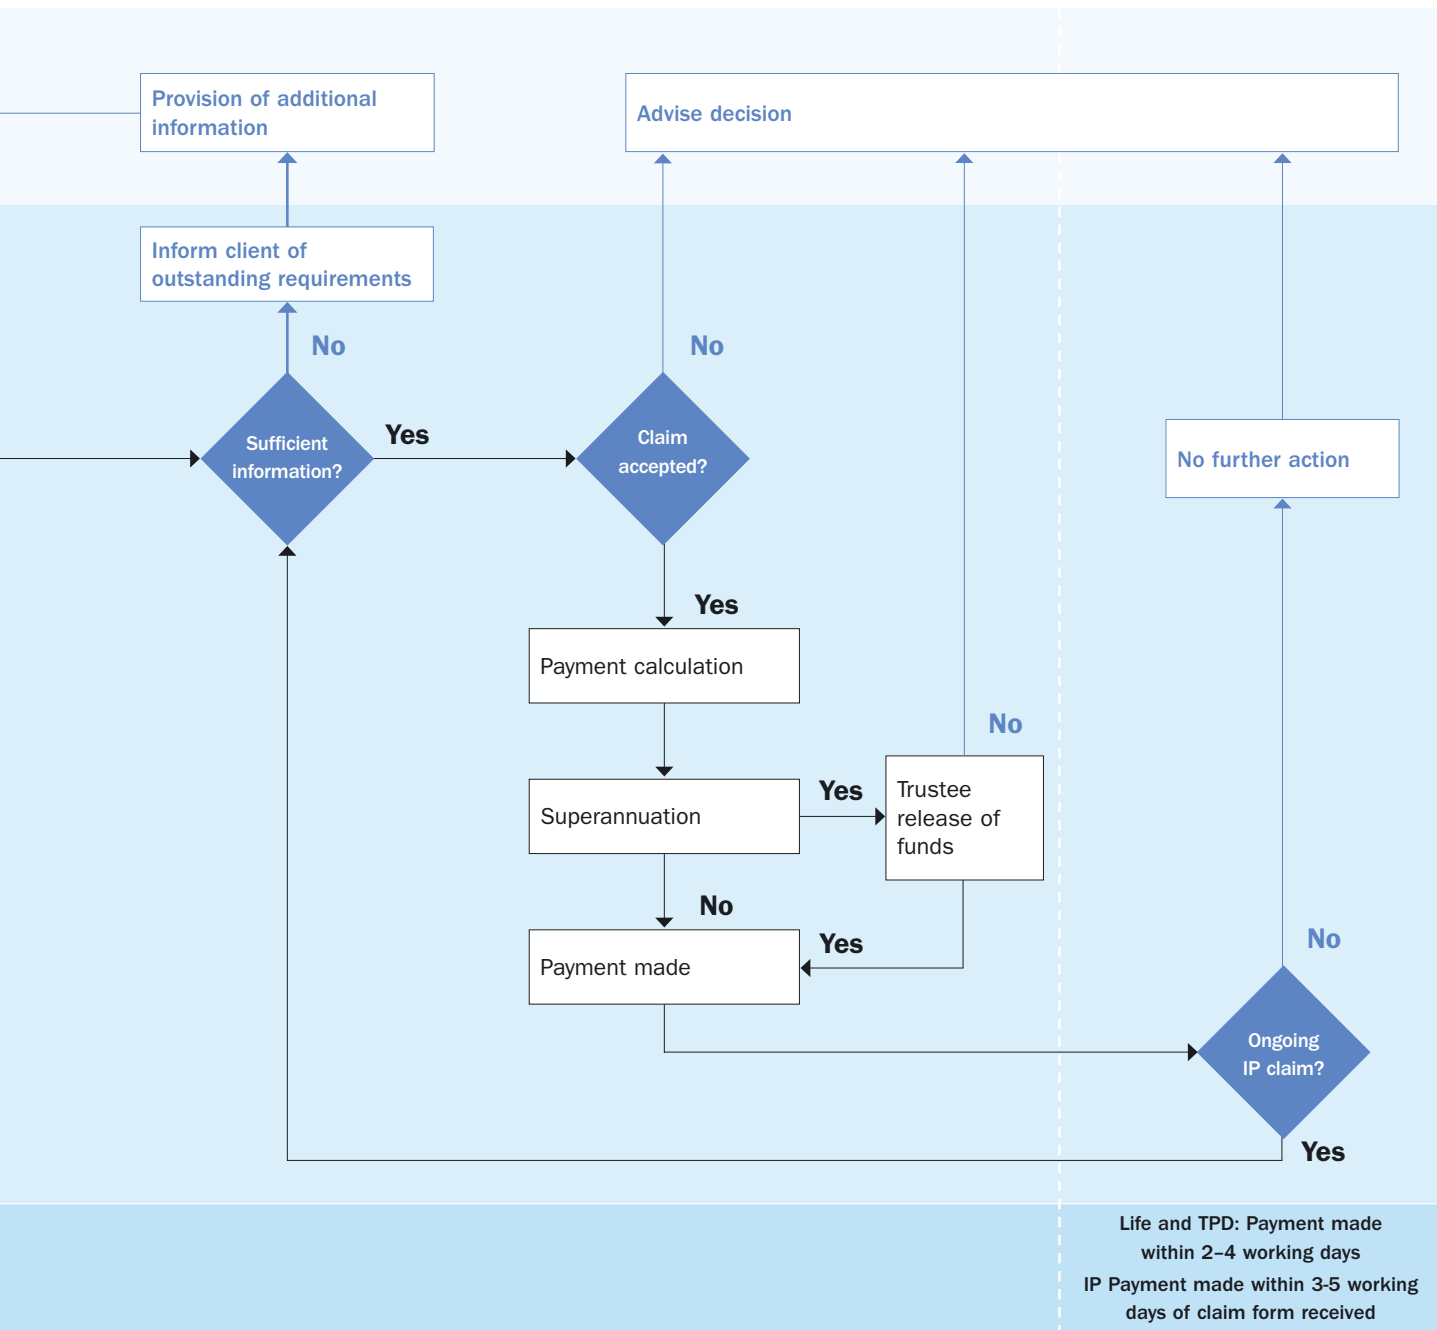 Provision of additional
information
Advise decision
Inform client of
outstanding requirements
No
No
Sufficient
information?
Yes
Claim
accepted?
No further action
Yes
Payment calculation
No
Superannuation
Yes
Trustee
release of
funds
No
Payment made
Yes
No
Ongoing
IP claim?
Yes
Life and TPD: Payment made
within 2–4 working days
IP Payment made within 3-5 working
days of claim form received